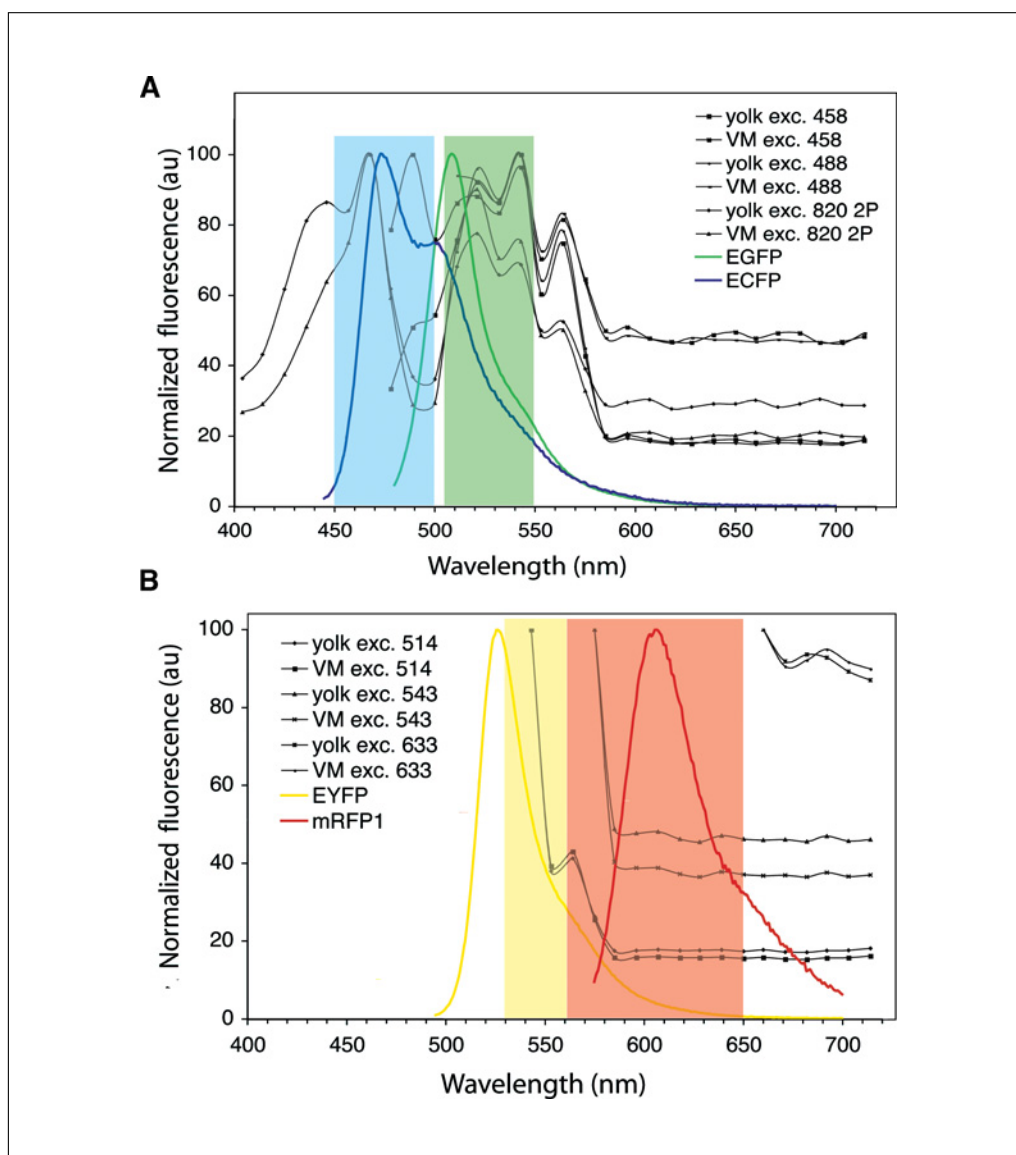 A
Normalized fluorescence (au)
100
80
60
40
20
0
yolk exc. 458
VM exc. 458
yolk exc. 488
VM exc. 488
yolk exc. 820 2P
VM exc. 820 2P
EGFP
ECFP
400 450 500 550 600 650 700
Wavelength (nm)
B
Normalized fluorescence (au)
100
80
60
40
20
0
yolk exc. 514
VM exc. 514
yolk exc. 543
VM exc. 543
yolk exc. 633
VM exc. 633
EYFP
mRFP1
400 450 500 550 600 650 700
Wavelength (nm)